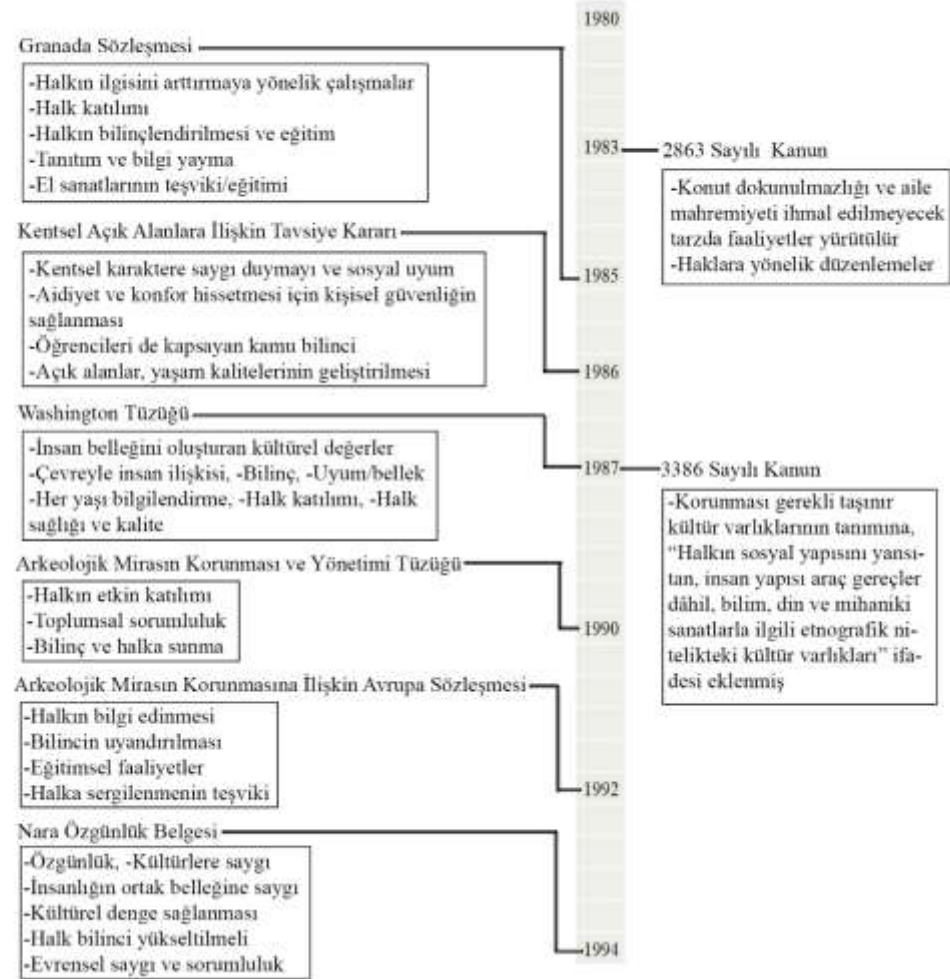 1980
Granada Sözleşmesi
-Halkın ilgisini arttırmaya yönelik çalışmalar
-Halk katılımı
-Halkın bilinçlendirilmesi ve eğitim
-Tanıtım ve bilgi yayma
-El sanatlarının teşviki/eğitimi
1983
2863 Sayılı Kanun
-Konut dokunulmazlığı ve aile
mahremiyeti ihmal edilmeyecek
tarzda faaliyetler yürütülür
-Haklara yönelik düzenlemeler
Kentsel Açık Alanlara İlişkin Tavsiye Kararı
-Kentsel karaktere saygı duymayı ve sosyal uyum
-Aidiyet ve konfor hissetmesi için kişisel güvenliğin
sağlanması
-Öğrencileri de kapsayan kamu bilinci
-Açık alanlar, yaşam kalitelerinin geliştirilmesi
1985
1986
Washington Tüzüğü
-İnsan belleğini oluşturan kültürel değerler
-Çevreyle insan ilişkisi, -Bilinç, -Uyum/bellek
-Her yaşı bilgilendirme, -Halk katılımı, -Halk
sağlığı ve kalite
1987
3386 Sayılı Kanun
-Korunması gerekli taşınır
kültür varlıklarının tanımına,
“Halkın sosyal yapısını yansı-
tan, insan yapısı araç gereçler
dâhil, bilim, din ve mihaniki
sanatlarla ilgili etnografik ni-
telikteki kültür varlıkları” ifa-
desi eklenmiş
Arkeolojik Mirasın Korunması ve Yönetimi Tüzüğü
-Halkın etkin katılımı
-Toplumsal sorumluluk
-Bilinç ve halka sunma
1990
Arkeolojik Mirasın Korunmasına İlişkin Avrupa Sözleşmesi
-Halkın bilgi edinmesi
-Bilincin uyandırılması
-Eğitimsel faaliyetler
-Halka sergilenmenin teşviki
1992
Nara Özgünlük Belgesi
-Özgünlük, -Kültürlere saygı
-İnsanlığın ortak belleğine saygı
-Kültürel denge sağlanması
-Halk bilinci yükseltilmeli
-Evrensel saygı ve sorumluluk
1994